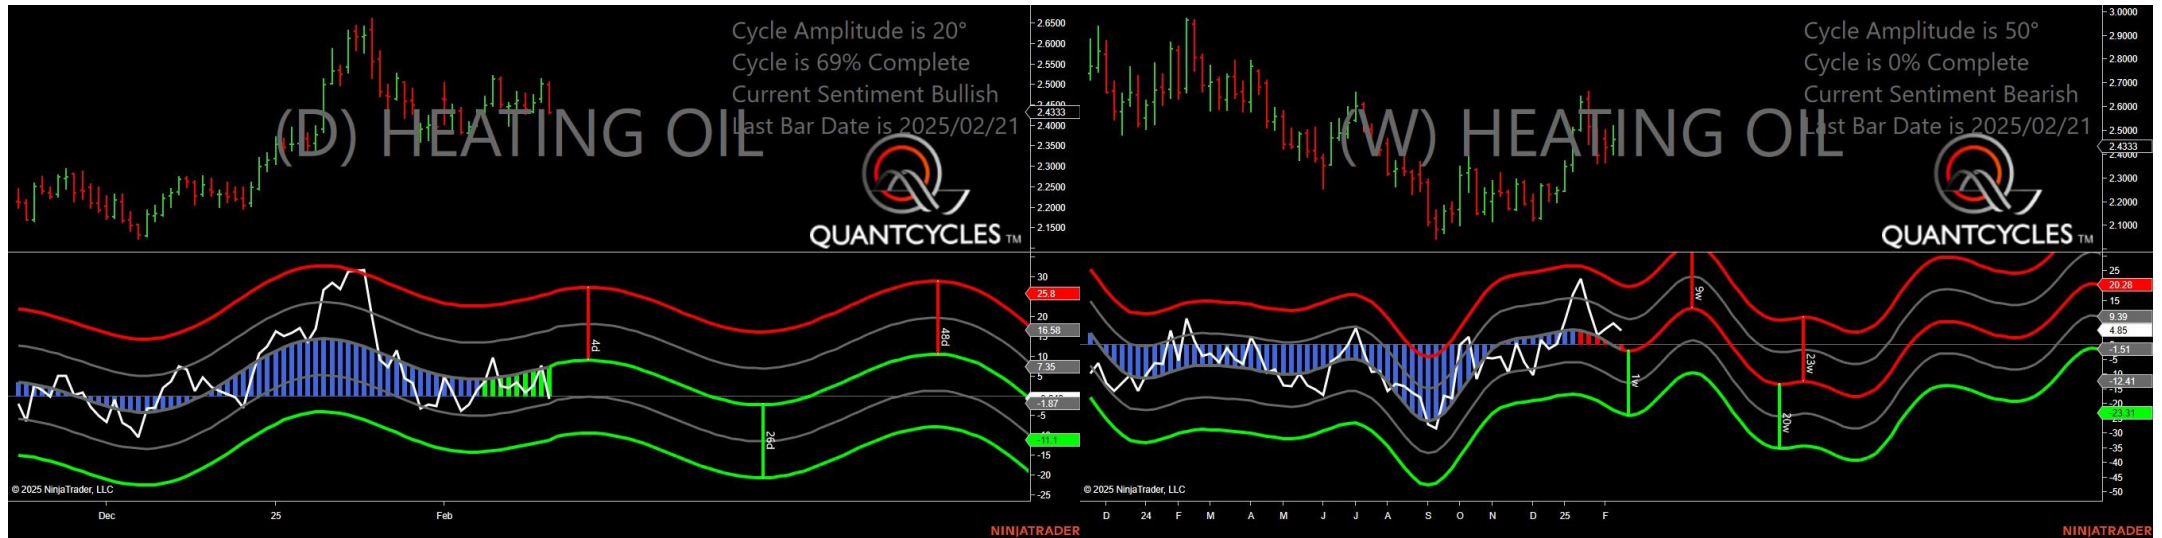 Cycle Amplitude is 20°
Cycle is 69% Complete
Current Sentiment Bullish
Last Bar Date is 2025/02/21
(D) HEATING OIL
QUANTCYCLES TM
2.6500
2.6000
2.5500
2.5000
2.4500
2.4333
2.4000
2.3500
2.3000
2.2500
2.2000
2.1500
30
25.8
20
16.58
10
7.35
5
-1.87
-5
-11.1
-15
-20
-25
4d
26d
48d
© 2025 NinjaTrader, LLC
Dec 25 Feb
NINJATRADER
Cycle Amplitude is 50°
Cycle is 0% Complete
Current Sentiment Bearish
Last Bar Date is 2025/02/21
(W) HEATING OIL
QUANTCYCLES TM
3.0000
2.9000
2.8000
2.7000
2.6000
2.5000
2.4333
2.4000
2.3000
2.2000
2.1000
25
20.28
15
9.39
4.85
-1.51
-5
-12.41
-20
-23.31
-30
-35
-40
-45
-50
1w
9w
20w
23w
© 2025 NinjaTrader, LLC
D 24 F M A M J J A S O N D 25 F
NINJATRADER